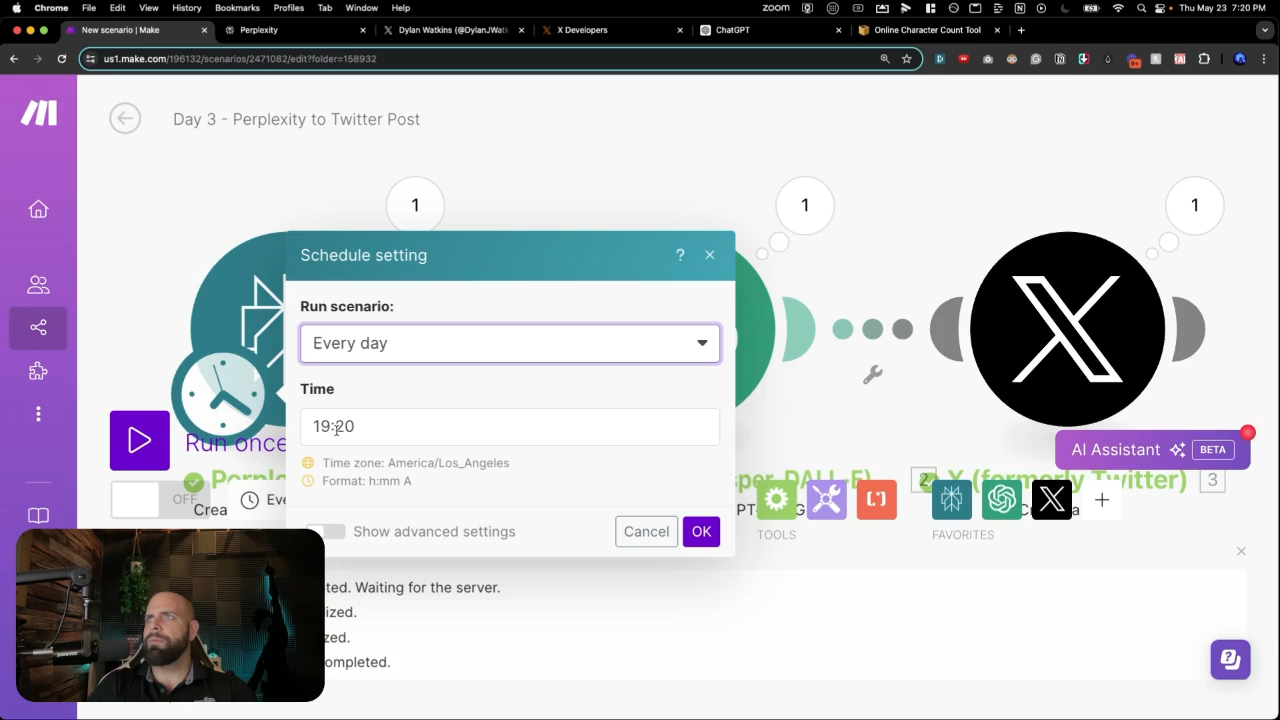 Chrome File Edit View History Bookmarks Profiles Tab Window Help
zoom
Thu May 23 7:20 PM
New scenario | Make
Perplexity
Dylan Watkins (@DylanJWatk
X Developers
ChatGPT
Online Character Count Tool
us1.make.com/196132/scenarios/2471082/edit?folder=158932
Day 3 - Perplexity to Twitter Post
1
1
1
Schedule setting
?
Run scenario:
Every day
Time
19:20
Time zone: America/Los_Angeles
Format: h:mm A
Show advanced settings
Cancel
OK
Run once
AI Assistant
BETA
2
X (formerly Twitter)
3
OFF
TOOLS
FAVORITES
ted. Waiting for the server.
ized.
zed.
ompleted.